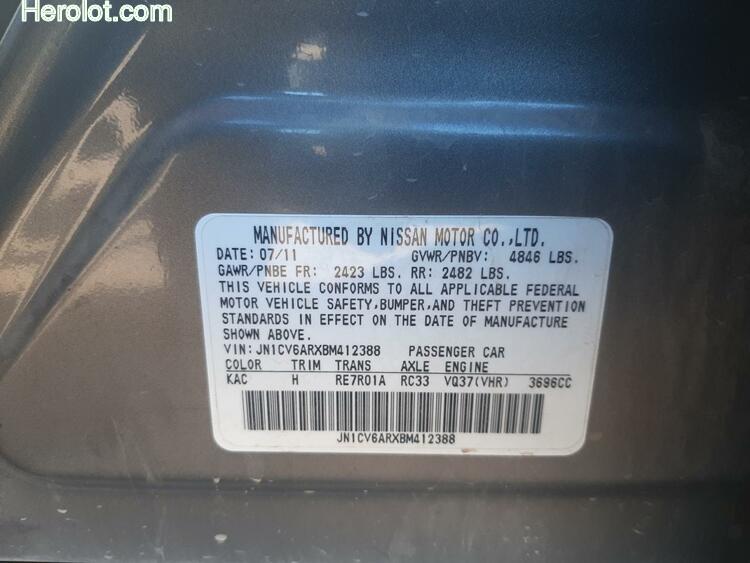 Herolot.com
MANUFACTURED BY NISSAN MOTOR CO.,LTD.
DATE: 07/11 GVWR/PNBV: 4846 LBS.
GAWR/PNBE FR: 2423 LBS. RR: 2482 LBS.
THIS VEHICLE CONFORMS TO ALL APPLICABLE FEDERAL
MOTOR VEHICLE SAFETY,BUMPER,AND THEFT PREVENTION
STANDARDS IN EFFECT ON THE DATE OF MANUFACTURE
SHOWN ABOVE.
VIN:JN1CV6ARXBM412388 PASSENGER CAR
COLOR TRIM TRANS AXLE ENGINE
KAC H RE7R01A RC33 VQ37(VHR) 3696CC
JN1CV6ARXBM412388